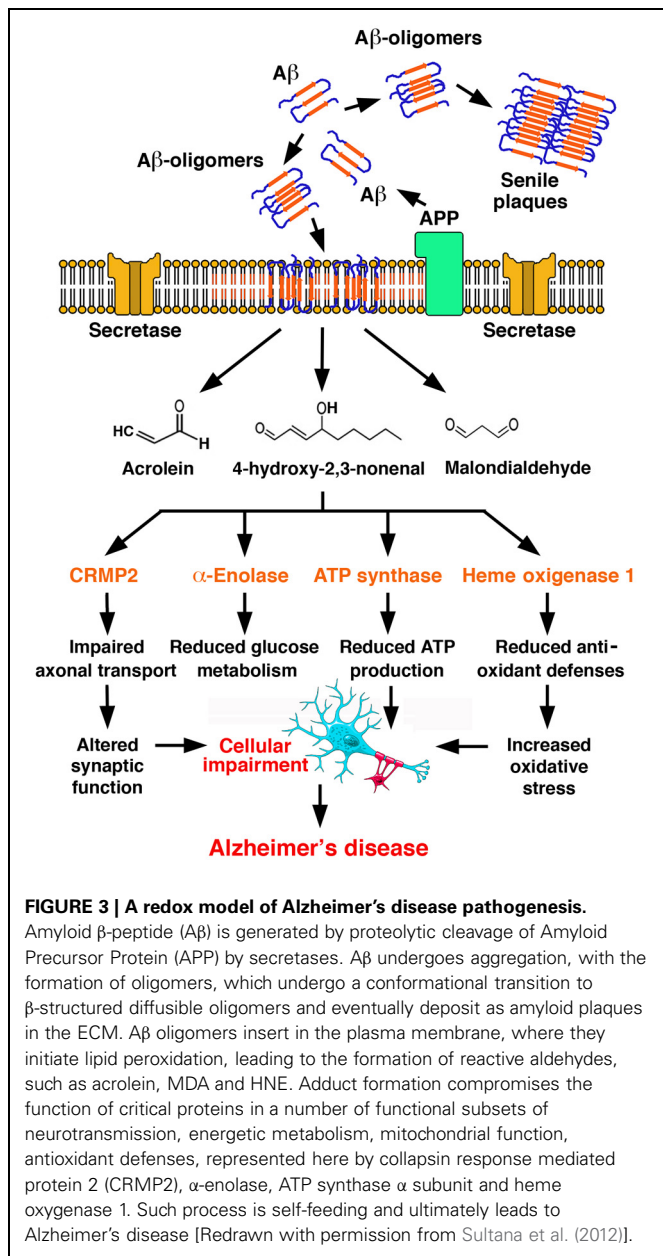 Aβ-oligomers
Aβ
Aβ-oligomers
Aβ
Senile
plaques
APP
Secretase
Secretase
O
HC
H
Acrolein
OH
O
4-hydroxy-2,3-nonenal
O
O
Malondialdehyde
CRMP2
α-Enolase
ATP synthase
Heme oxigenase 1
Impaired
axonal transport
Reduced glucose
metabolism
Reduced ATP
production
Reduced anti-
oxidant defenses
Altered
synaptic
function
Cellular
impairment
Increased
oxidative
stress
Alzheimer's disease
FIGURE 3 | A redox model of Alzheimer's disease pathogenesis.
Amyloid β-peptide (Aβ) is generated by proteolytic cleavage of Amyloid
Precursor Protein (APP) by secretases. Aβ undergoes aggregation, with the
formation of oligomers, which undergo a conformational transition to
β-structured diffusible oligomers and eventually deposit as amyloid plaques
in the ECM. Aβ oligomers insert in the plasma membrane, where they
initiate lipid peroxidation, leading to the formation of reactive aldehydes,
such as acrolein, MDA and HNE. Adduct formation compromises the
function of critical proteins in a number of functional subsets of
neurotransmission, energetic metabolism, mitochondrial function,
antioxidant defenses, represented here by collapsin response mediated
protein 2 (CRMP2), α-enolase, ATP synthase α subunit and heme
oxygenase 1. Such process is self-feeding and ultimately leads to
Alzheimer's disease [Redrawn with permission from Sultana et al. (2012)].